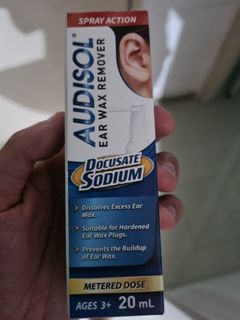 SPRAY ACTION
AUDISOL®
EAR WAX REMOVER
DOCUSATE
SODIUM
Dissolves Excess Ear
Wax.
Suitable for Hardened
Ear Wax Plugs.
Prevents the Buildup
of Ear Wax.
METERED DOSE
AGES 3+ 20 mL